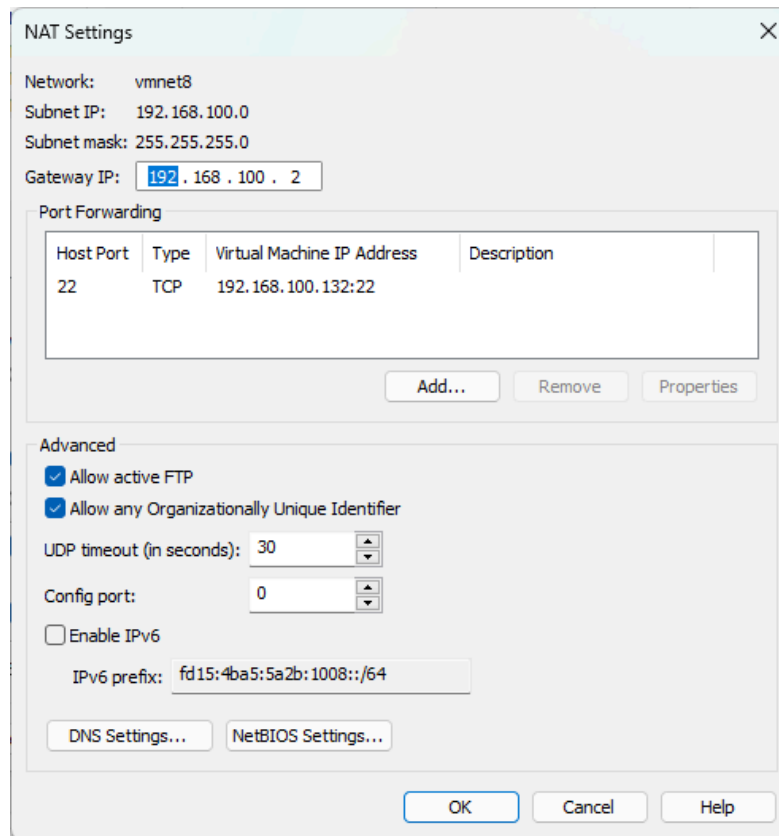 NAT Settings
Network: vmnet8
Subnet IP: 192.168.100.0
Subnet mask: 255.255.255.0
Gateway IP: 192 . 168 . 100 . 2
Port Forwarding
Host Port Type Virtual Machine IP Address Description
22 TCP 192.168.100.132:22
Add... Remove Properties
Advanced
Allow active FTP
Allow any Organizationally Unique Identifier
UDP timeout (in seconds): 30
Config port: 0
Enable IPv6
IPv6 prefix: fd15:4ba5:5a2b:1008::/64
DNS Settings... NetBIOS Settings...
OK Cancel Help